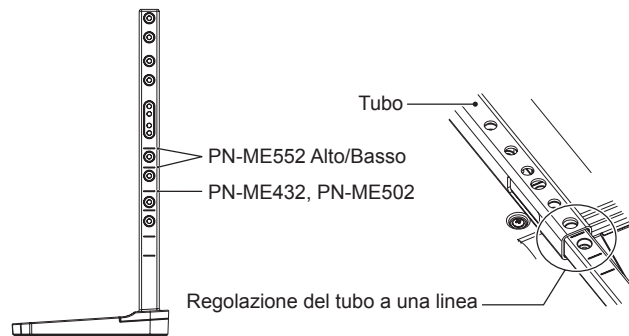 Tubo
PN-ME552 Alto/Basso
PN-ME432, PN-ME502
Regolazione del tubo a una linea